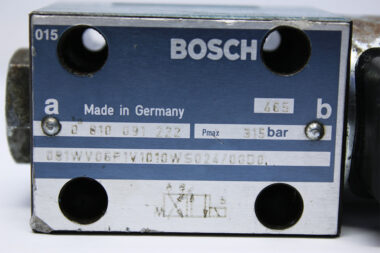 015
BOSCH
a Made in Germany 465 b
0 810 091 222 Pmax 315 bar
081WV06P1V1010WS024/00D0